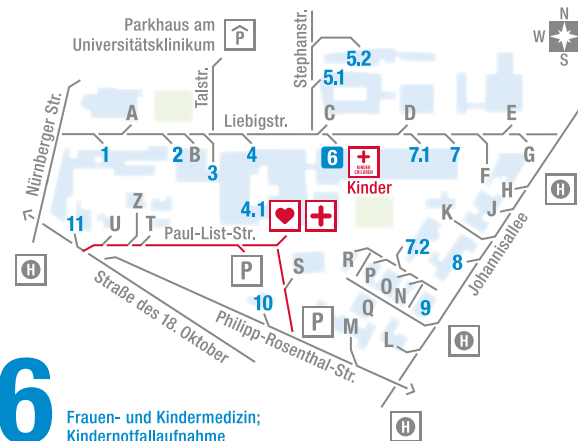 Parkhaus am
Universitätsklinikum
P
Stephanstr.
5.2
5.1
N
W
S
Nürnberger Str.
Talstr.
A
Liebigstr.
C
D
E
1
2
B
3
4
6
KINDER
CHILDREN
Kinder
7.1
7
F
G
H
H
J
K
4.1
Z
11
U
T
Paul-List-Str.
7.2
8
Johannisallee
H
P
S
R
P
O
N
9
Q
10
P
M
L
H
Straße des 18. Oktober
Philipp-Rosenthal-Str.
H
6
Frauen- und Kindermedizin;
Kindernotfallaufnahme